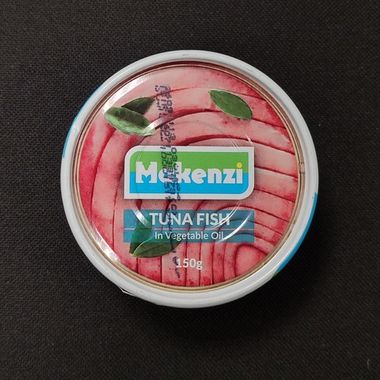 Makenzi
TUNA FISH
In Vegetable Oil
150g